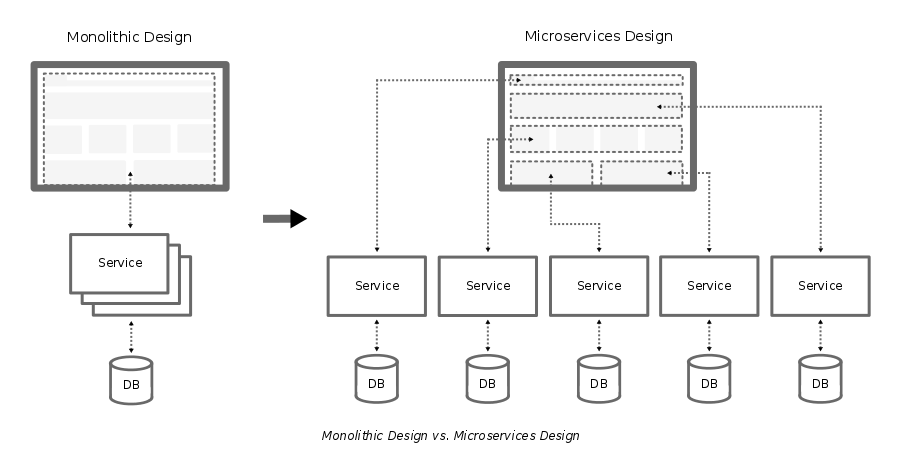 Monolithic Design
Microservices Design
Service
Service
Service
Service
Service
Service
DB
DB
DB
DB
DB
DB
Monolithic Design vs. Microservices Design